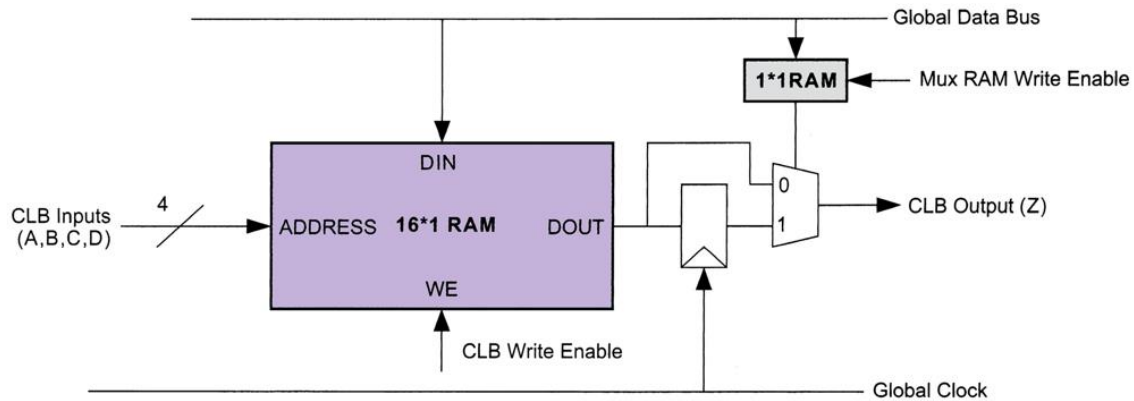 Global Data Bus
1*1RAM
Mux RAM Write Enable
DIN
4
CLB Inputs
(A,B,C,D)
ADDRESS 16*1 RAM DOUT
0
1
CLB Output (Z)
WE
CLB Write Enable
Global Clock